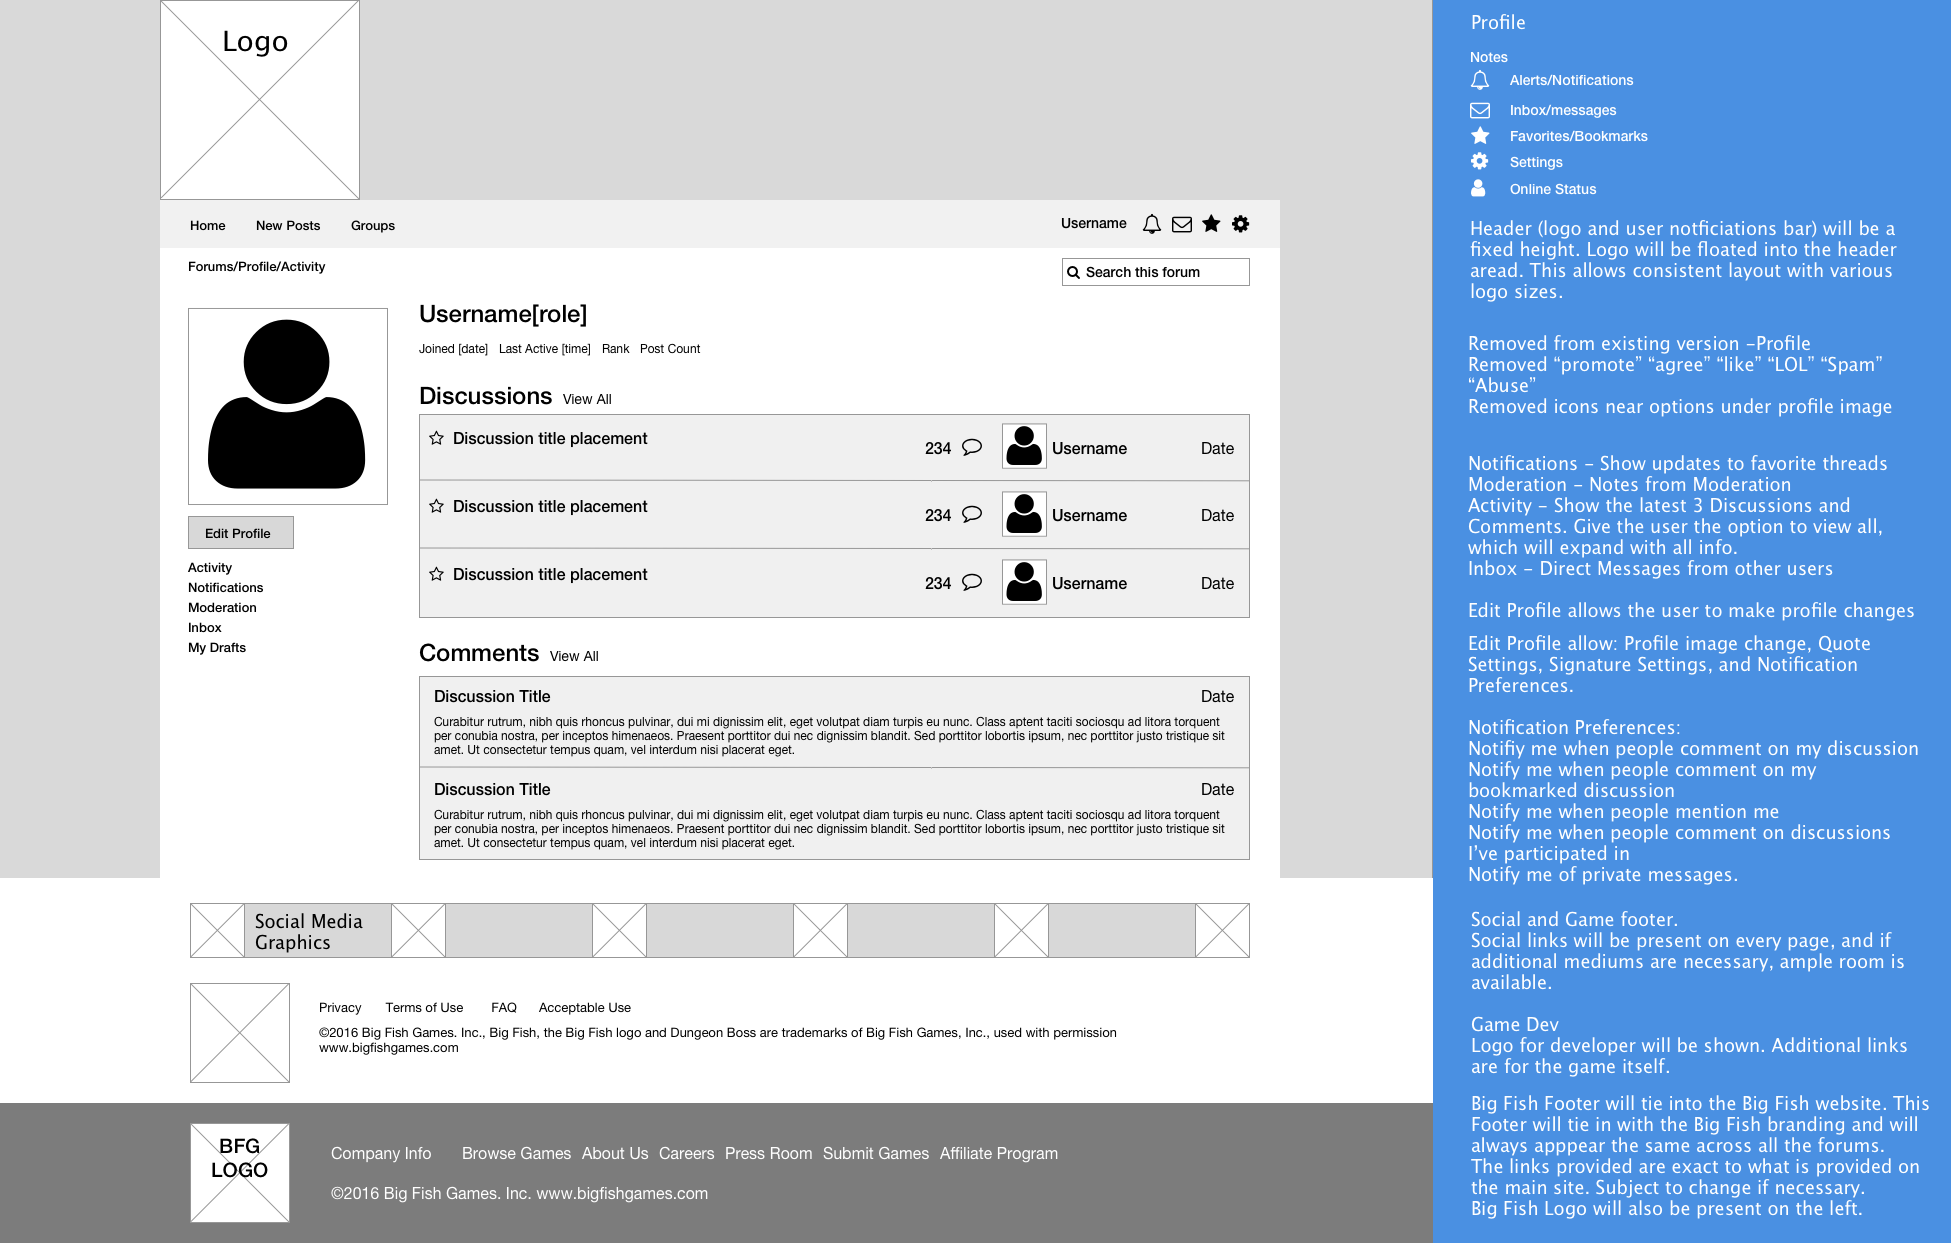 Logo
Home New Posts Groups
Username
Forums/Profile/Activity
Search this forum
Username[role]
Joined [date] Last Active [time] Rank Post Count
Edit Profile
Activity
Notifications
Moderation
Inbox
My Drafts
Discussions View All
Discussion title placement 234 Username Date
Discussion title placement 234 Username Date
Discussion title placement 234 Username Date
Comments View All
Discussion Title Date
Curabitur rutrum, nibh quis rhoncus pulvinar, dui mi dignissim elit, eget volutpat diam turpis eu nunc. Class aptent taciti sociosqu ad litora torquent
per conubia nostra, per inceptos himenaeos. Praesent porttitor dui nec dignissim blandit. Sed porttitor lobortis ipsum, nec porttitor justo tristique sit
amet. Ut consectetur tempus quam, vel interdum nisi placerat eget.
Discussion Title Date
Curabitur rutrum, nibh quis rhoncus pulvinar, dui mi dignissim elit, eget volutpat diam turpis eu nunc. Class aptent taciti sociosqu ad litora torquent
per conubia nostra, per inceptos himenaeos. Praesent porttitor dui nec dignissim blandit. Sed porttitor lobortis ipsum, nec porttitor justo tristique sit
amet. Ut consectetur tempus quam, vel interdum nisi placerat eget.
Social Media
Graphics
Privacy Terms of Use FAQ Acceptable Use
©2016 Big Fish Games. Inc., Big Fish, the Big Fish logo and Dungeon Boss are trademarks of Big Fish Games, Inc., used with permission
www.bigfishgames.com
BFG
LOGO
Company Info Browse Games About Us Careers Press Room Submit Games Affiliate Program
©2016 Big Fish Games. Inc. www.bigfishgames.com
Profile
Notes
Alerts/Notifications
Inbox/messages
Favorites/Bookmarks
Settings
Online Status
Header (logo and user notficiations bar) will be a
fixed height. Logo will be floated into the header
aread. This allows consistent layout with various
logo sizes.
Removed from existing version -Profile
Removed “promote” “agree” “like” “LOL” “Spam”
“Abuse”
Removed icons near options under profile image
Notifications - Show updates to favorite threads
Moderation - Notes from Moderation
Activity - Show the latest 3 Discussions and
Comments. Give the user the option to view all,
which will expand with all info.
Inbox - Direct Messages from other users
Edit Profile allows the user to make profile changes
Edit Profile allow: Profile image change, Quote
Settings, Signature Settings, and Notification
Preferences.
Notification Preferences:
Notifiy me when people comment on my discussion
Notify me when people comment on my
bookmarked discussion
Notify me when people mention me
Notify me when people comment on discussions
I’ve participated in
Notify me of private messages.
Social and Game footer.
Social links will be present on every page, and if
additional mediums are necessary, ample room is
available.
Game Dev
Logo for developer will be shown. Additional links
are for the game itself.
Big Fish Footer will tie into the Big Fish website. This
Footer will tie in with the Big Fish branding and will
always apppear the same across all the forums.
The links provided are exact to what is provided on
the main site. Subject to change if necessary.
Big Fish Logo will also be present on the left.